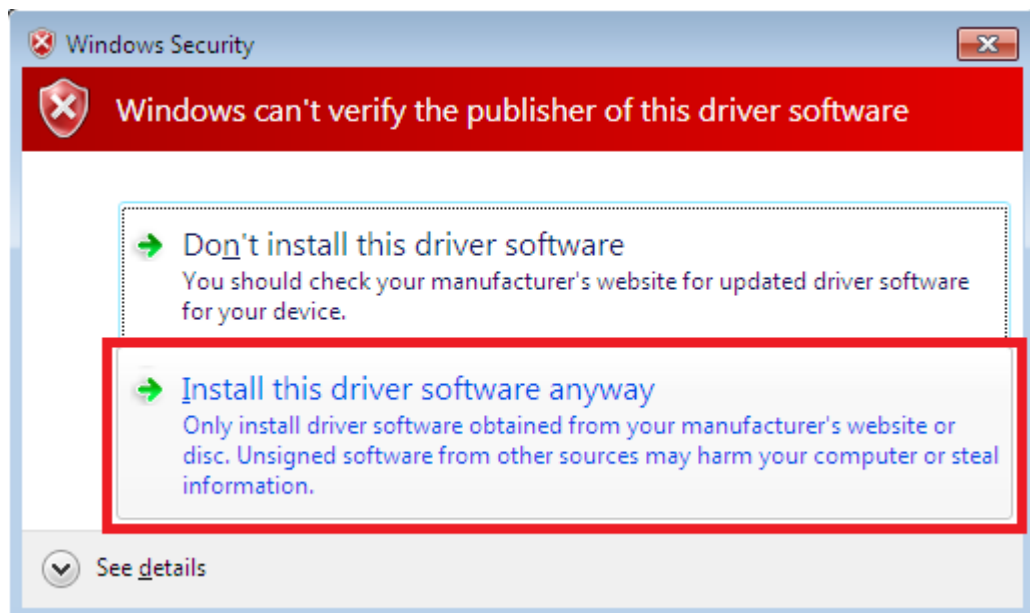 Windows Security
Windows can't verify the publisher of this driver software
Don't install this driver software
You should check your manufacturer's website for updated driver software
for your device.
Install this driver software anyway
Only install driver software obtained from your manufacturer's website or
disc. Unsigned software from other sources may harm your computer or steal
information.
See details